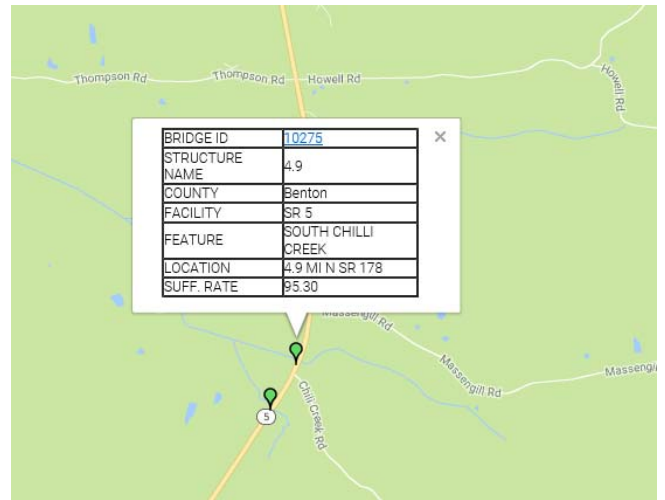 Thompson Rd
Thompson Rd
Howell Rd
Howell Rd
×
BRIDGE ID 10275
STRUCTURE NAME 4.9
COUNTY Benton
FACILITY SR 5
FEATURE SOUTH CHILLI CREEK
LOCATION 4.9 MI N SR 178
SUFF. RATE 95.30
Massengill Rd
Massengill Rd
Massengi
Chili Creek Rd
5